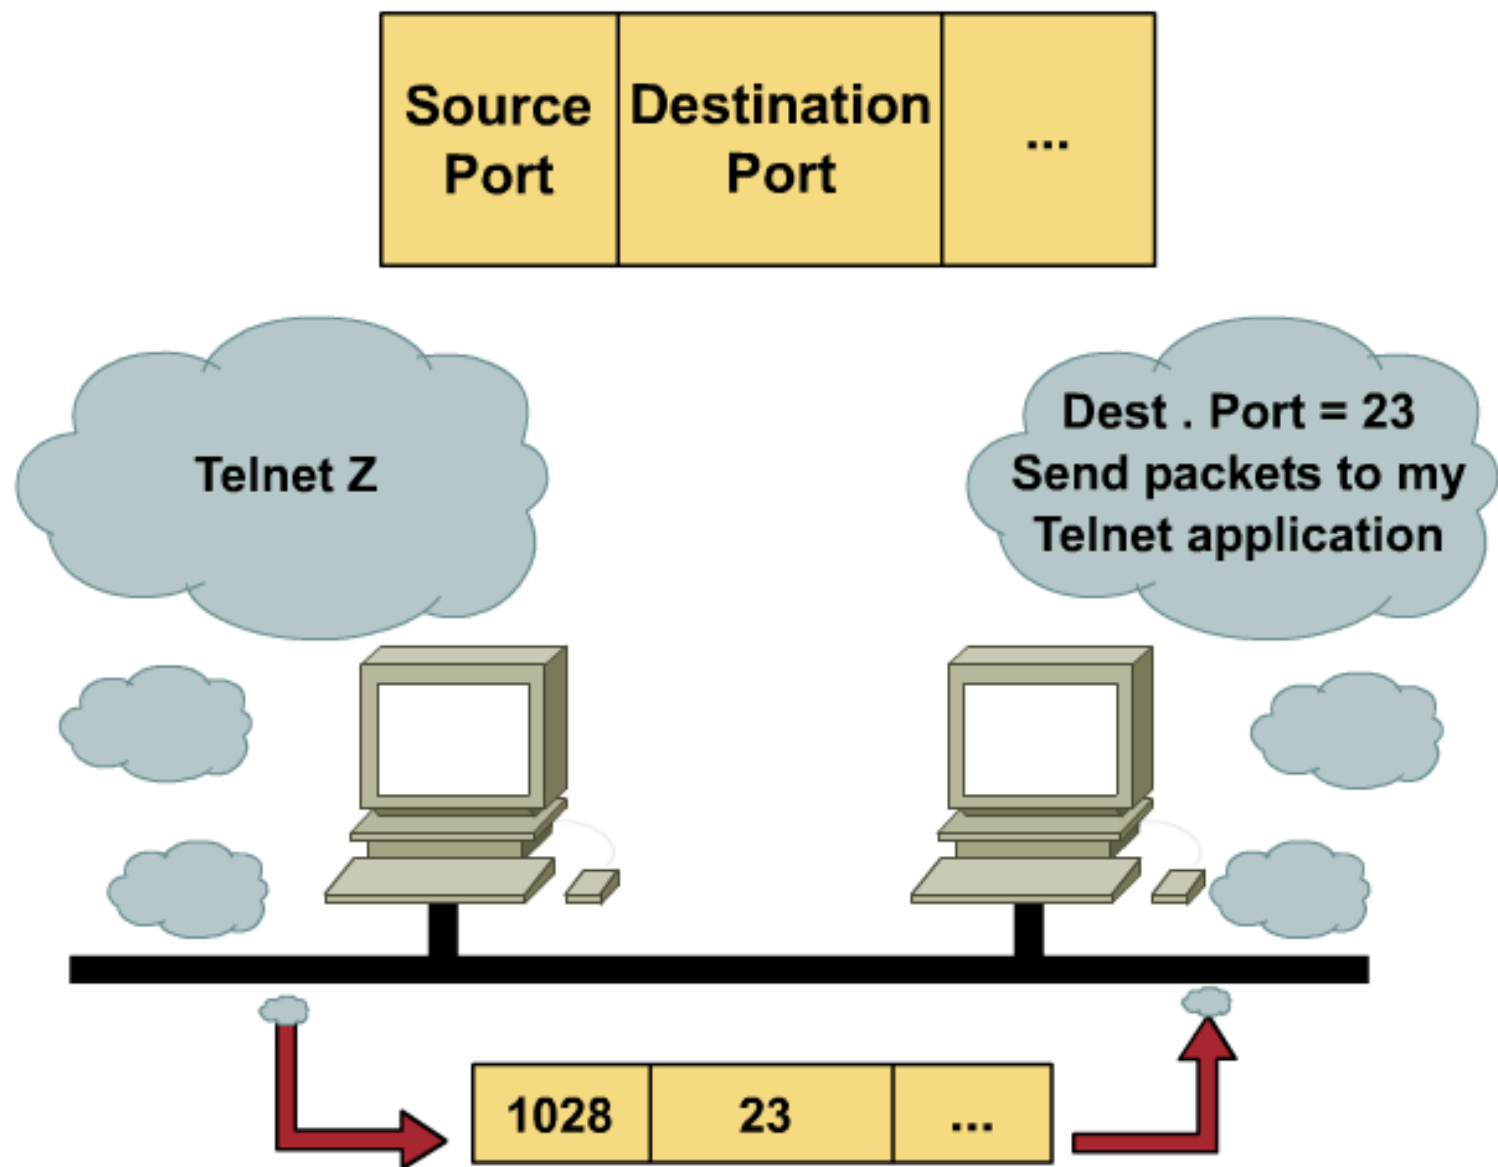 Source
Port
Destination
Port
...
Telnet Z
Dest . Port = 23
Send packets to my
Telnet application
1028
23
...